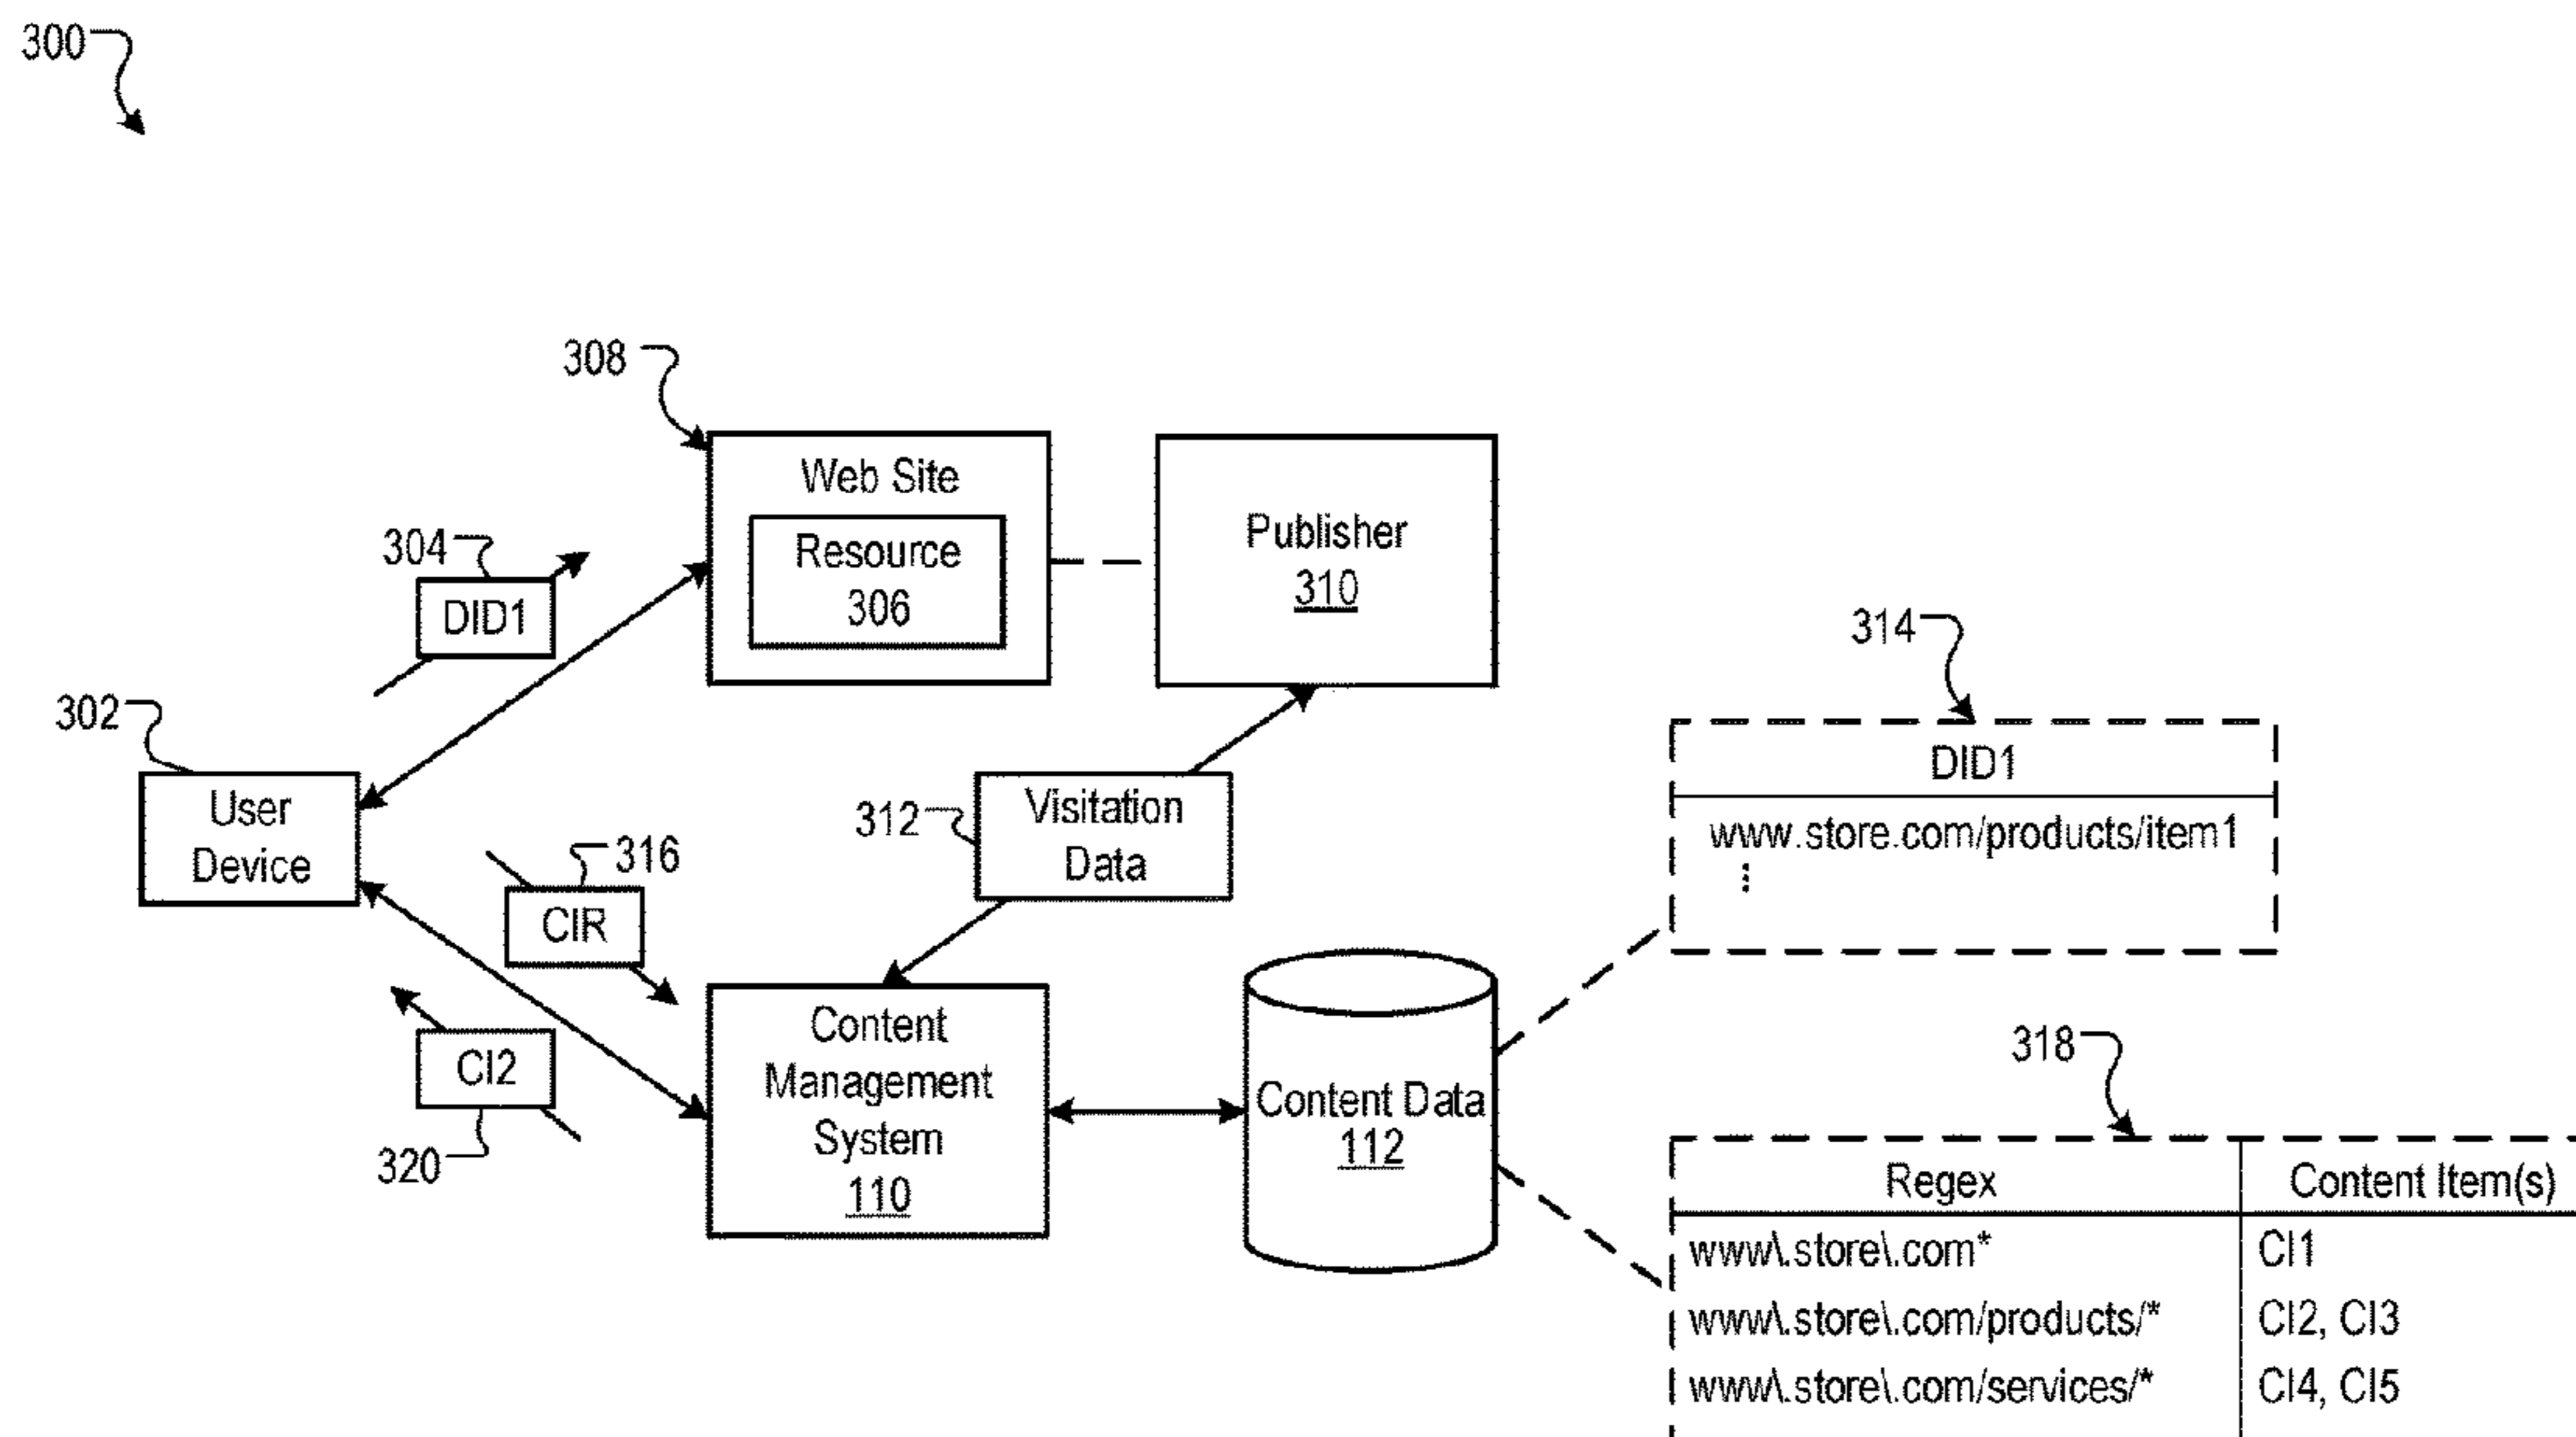 300
308
Web Site
Resource
306
Publisher
310
304
DID1
314
DID1
www.store.com/products/item1
302
User
Device
312
Visitation
Data
316
CIR
CI2
320
Content
Management
System
110
Content Data
112
318
Regex Content Item(s)
www\.store\.com* CI1
www\.store\.com/products/* CI2, CI3
www\.store\.com/services/* CI4, CI5